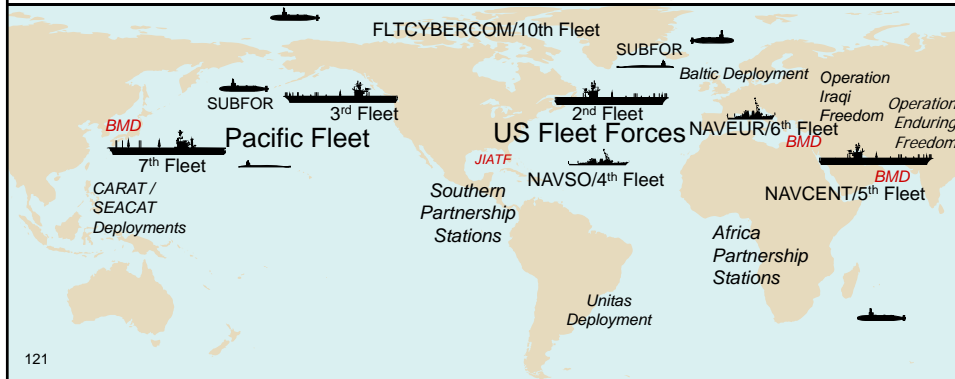 FLTCYBERCOM/10th Fleet
SUBFOR
Baltic Deployment
Operation
Iraqi
Freedom
Operation
Enduring
Freedom
SUBFOR
3rd Fleet
2nd Fleet
BMD
Pacific Fleet
US Fleet Forces
NAVEUR/6th Fleet
BMD
7th Fleet
JIATF
NAVSO/4th Fleet
BMD
NAVCENT/5th Fleet
CARAT /
SEACAT
Deployments
Southern
Partnership
Stations
Africa
Partnership
Stations
Unitas
Deployment
121